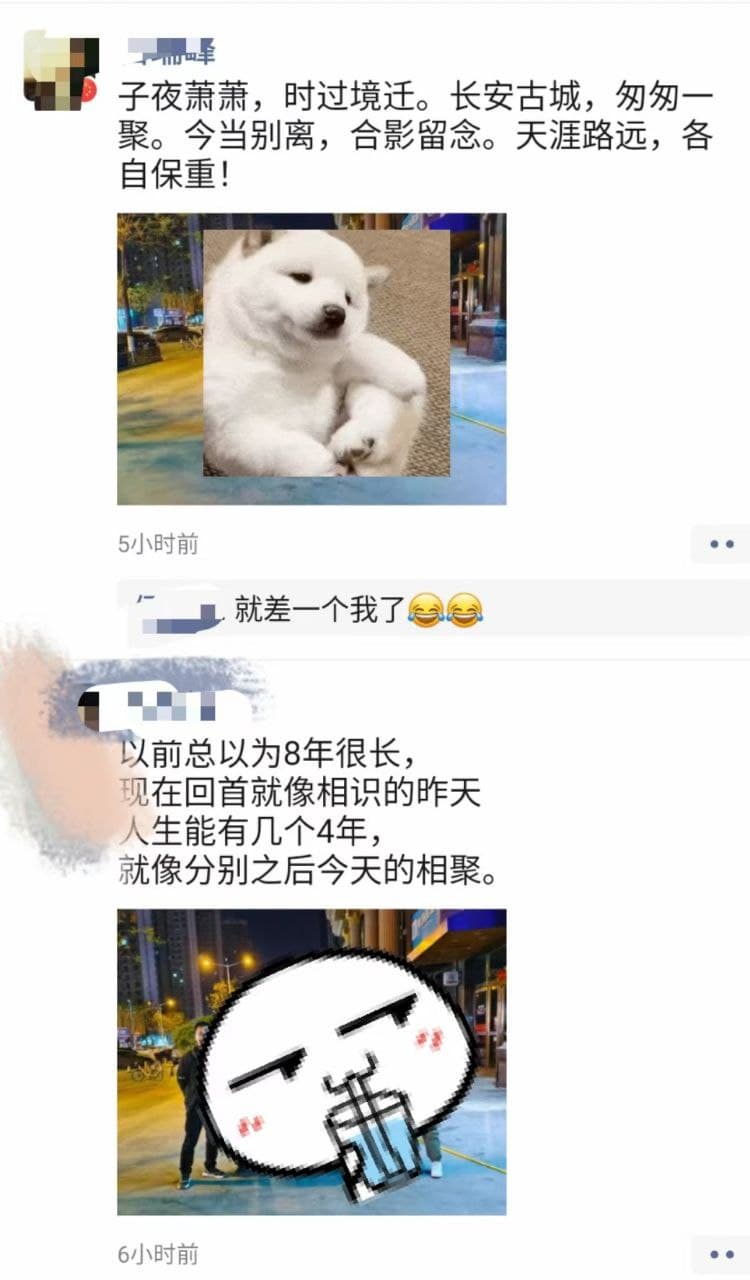 子夜萧萧，时过境迁。长安古城，匆匆一
聚。今当别离，合影留念。天涯路远，各
自保重！
5小时前
就差一个我了😂😂
以前总以为8年很长，
现在回首就像相识的昨天
人生能有几个4年，
就像分别之后今天的相聚。
6小时前